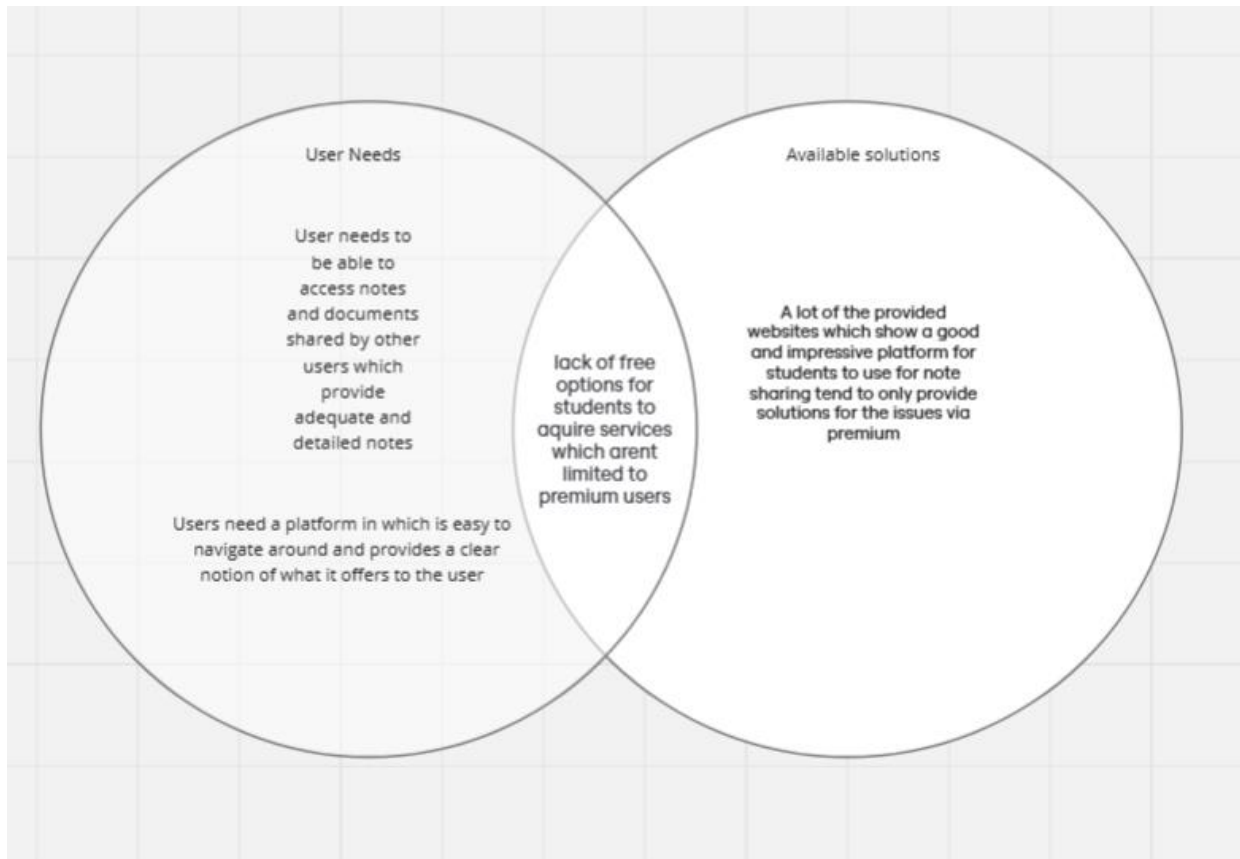 User Needs
User needs to
be able to
access notes
and documents
shared by other
users which
provide
adequate and
detailed notes
Users need a platform in which is easy to
navigate around and provides a clear
notion of what it offers to the user
lack of free
options for
students to
aquire services
which arent
limited to
premium users
Available solutions
A lot of the provided
websites which show a good
and impressive platform for
students to use for note
sharing tend to only provide
solutions for the issues via
premium